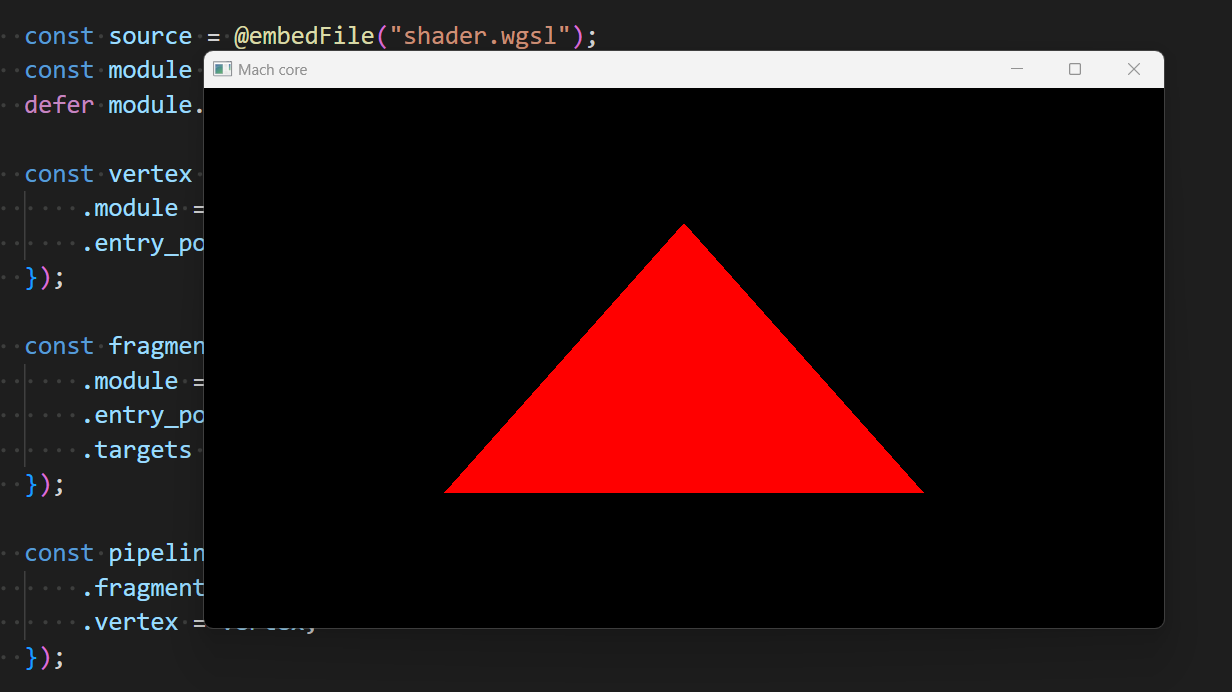 const source = @embedFile("shader.wgsl");
Mach core
const module
defer module.
const vertex
.module =
.entry_po
});
const fragmen
.module =
.entry_po
.targets
});
const pipelin
.fragment
.vertex =
});